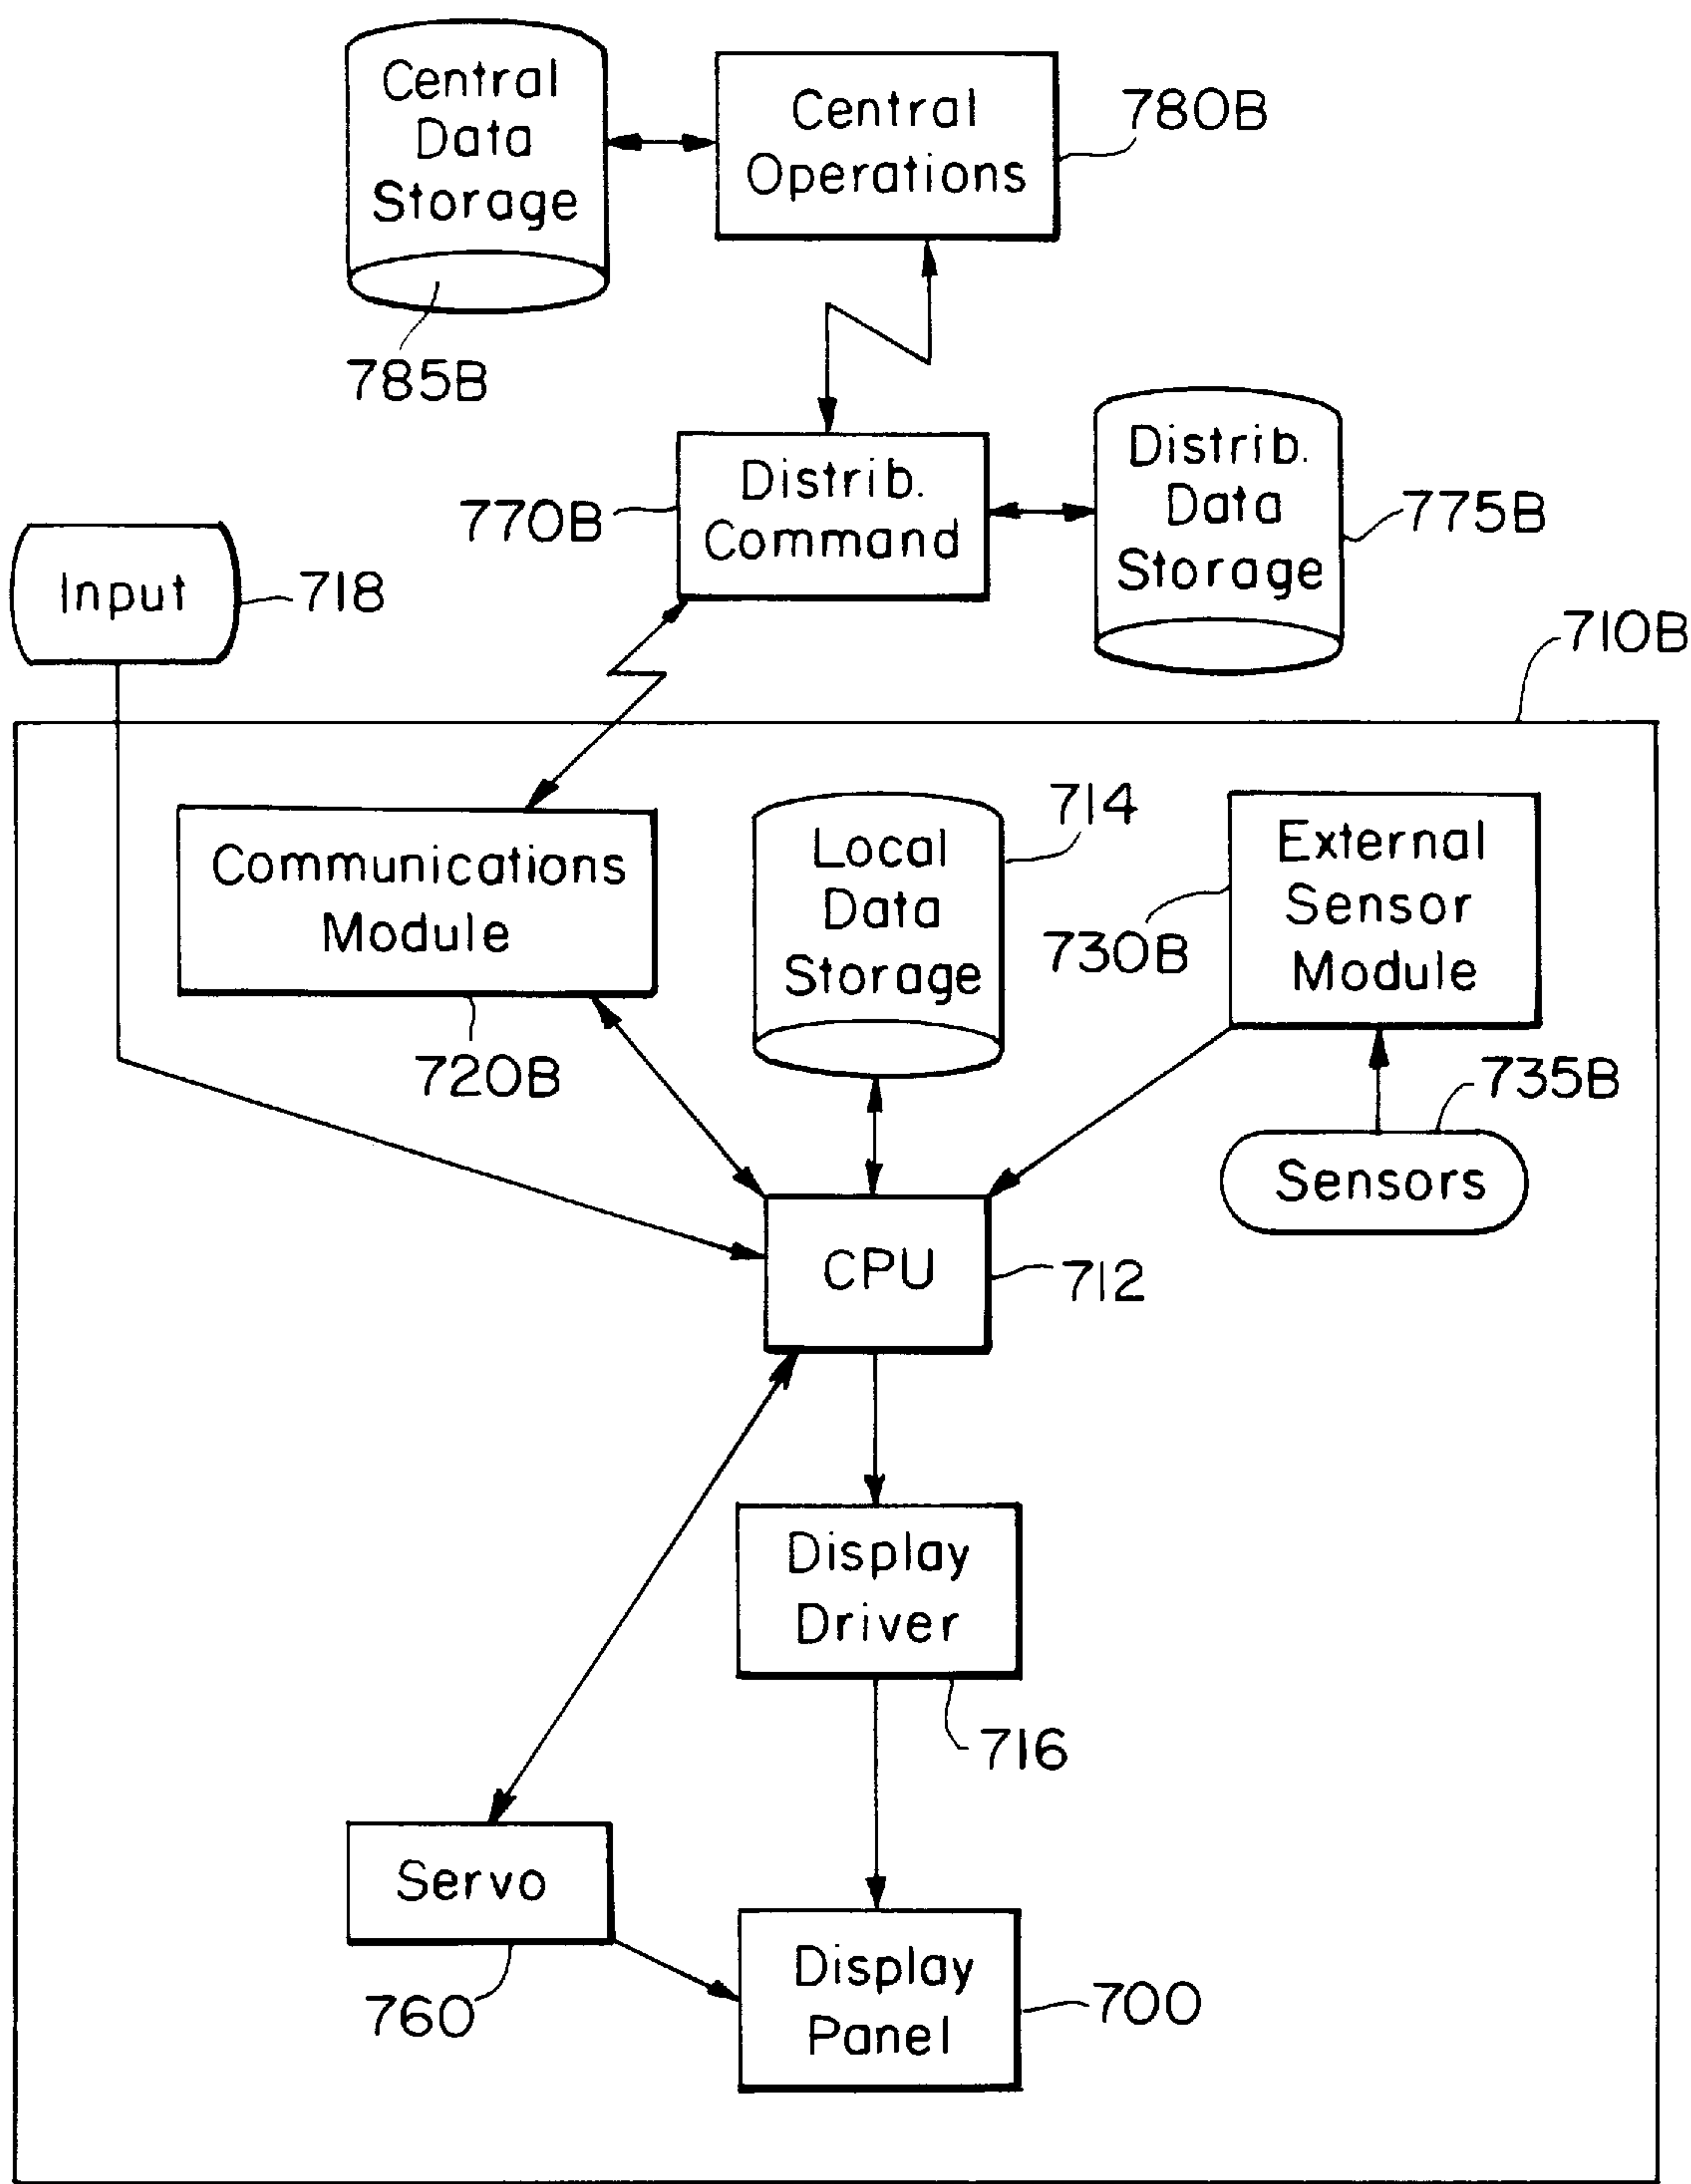 Central
Data
Storage
785B
Central
Operations
780B
Distrib.
Command
770B
Distrib.
Data
Storage
775B
Input
718
710B
Communications
Module
720B
Local
Data
Storage
714
External
Sensor
Module
730B
735B
Sensors
CPU
712
Display
Driver
716
Servo
760
Display
Panel
700